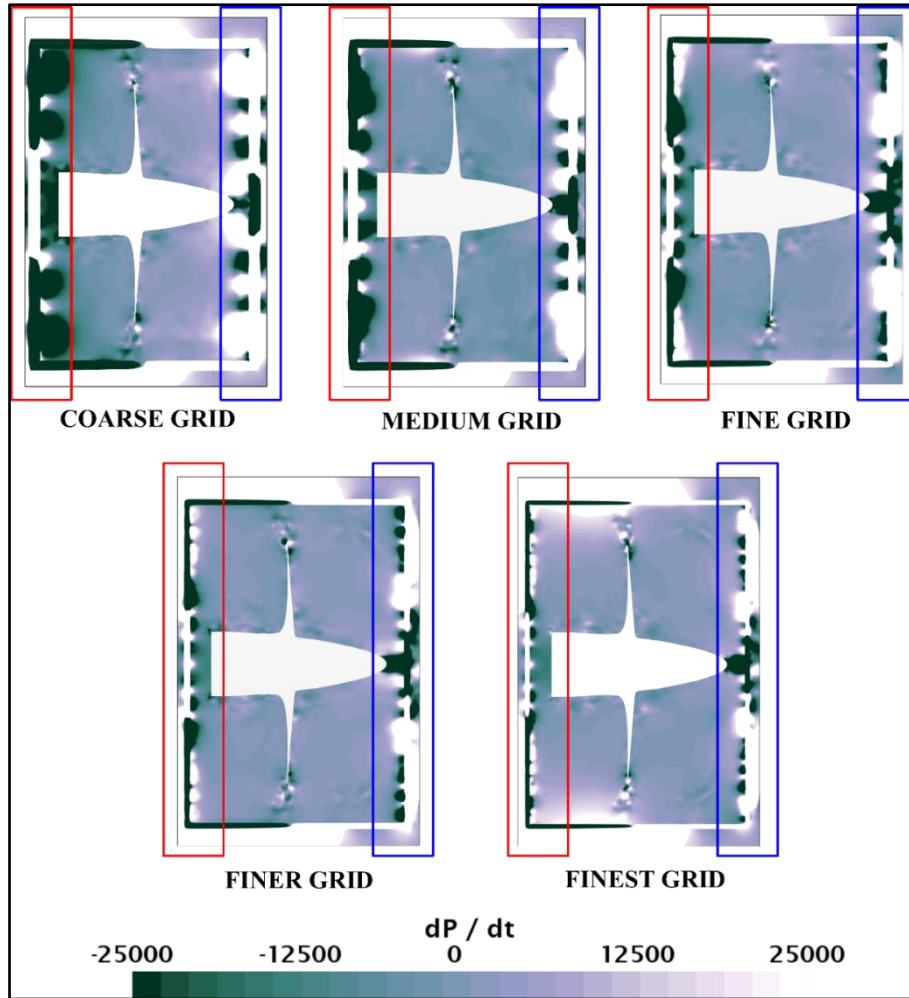 COARSE GRID
MEDIUM GRID
FINE GRID
FINER GRID
FINEST GRID
dP / dt
-25000 -12500 0 12500 25000